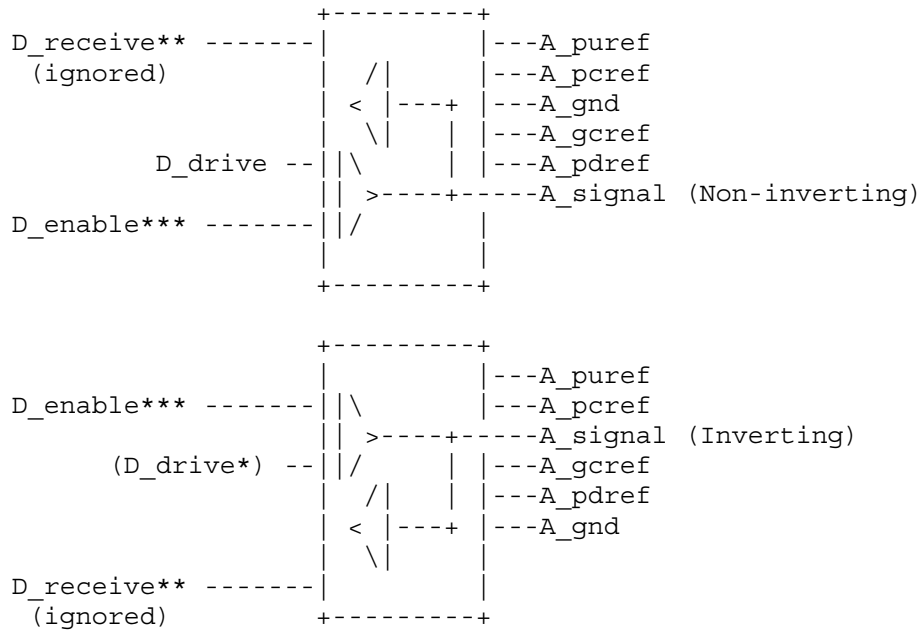 +---------+
D_receive** -------|         |---A_puref
 (ignored)         |  /|     |---A_pcref
                   | < |---+ |---A_gnd
                   |  \|   | |---A_gcref
         D_drive --||\     | |---A_pdref
                   || >----+-----A_signal (Non-inverting)
D_enable*** -------||/       |
                   |         |
                   +---------+
                   +---------+
                   |         |---A_puref
D_enable*** -------||\       |---A_pcref
                   || >----+-----A_signal (Inverting)
      (D_drive*) --||/     | |---A_gcref
                   |  /|   | |---A_pdref
                   | < |---+ |---A_gnd
                   |  \|     |
D_receive** -------|         |
 (ignored)         +---------+